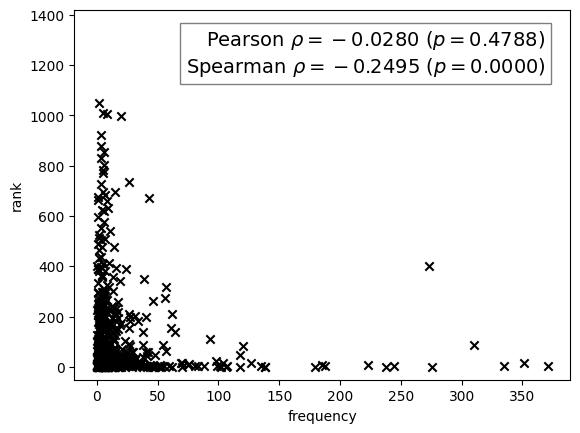 1400
1200
1000
800
600
400
200
0
rank
Pearson ρ = −0.0280 (p = 0.4788)
Spearman ρ = −0.2495 (p = 0.0000)
0 50 100 150 200 250 300 350
frequency